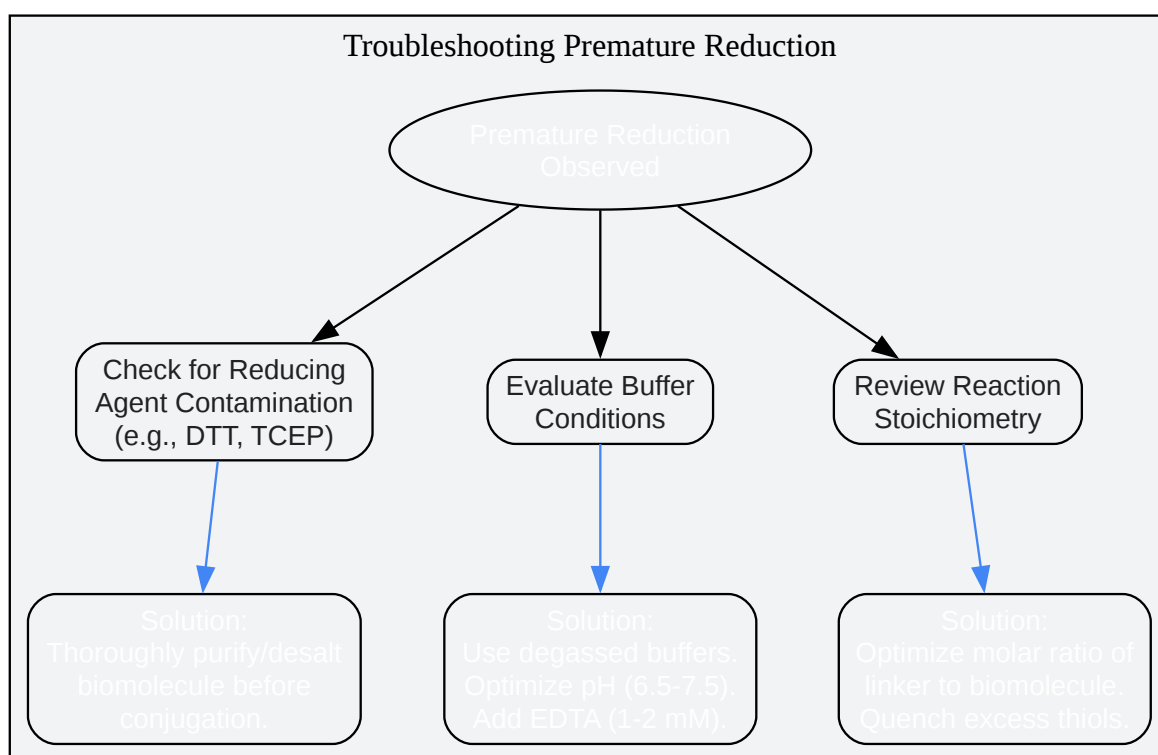 Troubleshooting Premature Reduction
Premature Reduction
Observed
Check for Reducing
Agent Contamination
(e.g., DTT, TCEP)
Evaluate Buffer
Conditions
Review Reaction
Stoichiometry
Solution:
Thoroughly purify/desalt
biomolecule before
conjugation.
Solution:
Use degassed buffers.
Optimize pH (6.5-7.5).
Add EDTA (1-2 mM).
Solution:
Optimize molar ratio of
linker to biomolecule.
Quench excess thiols.